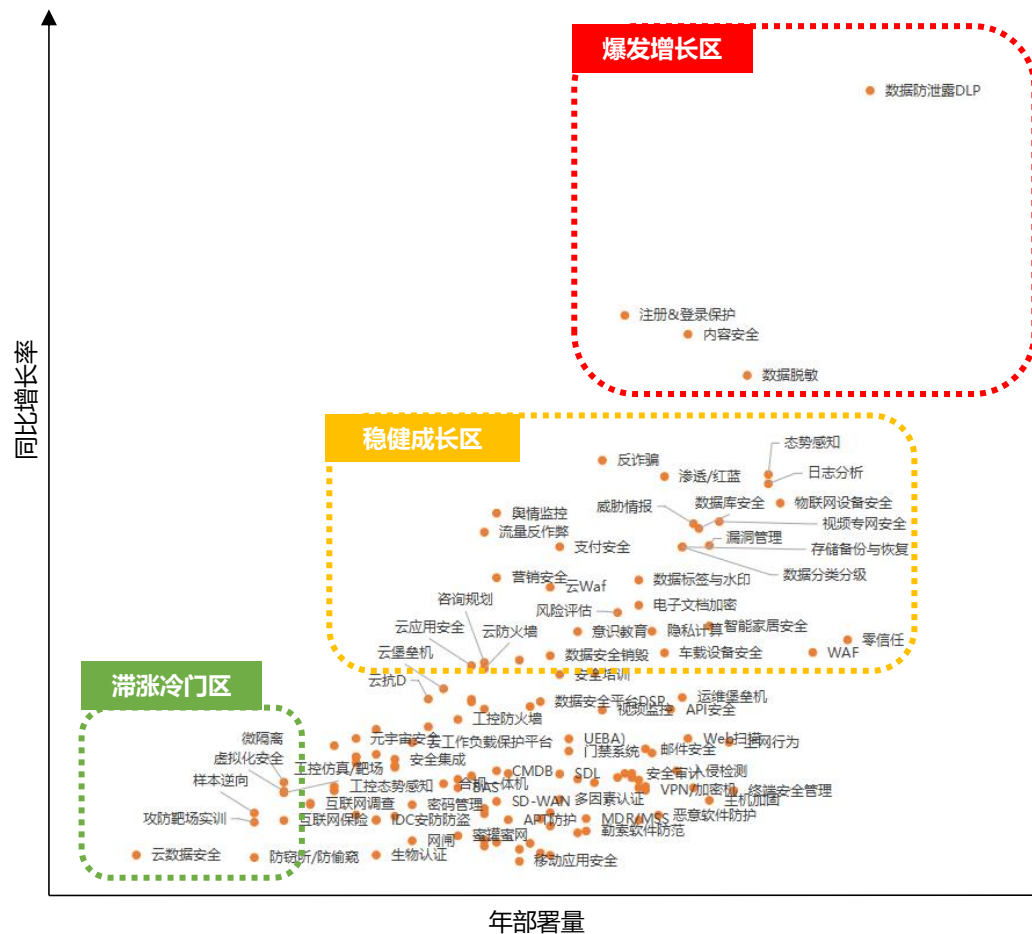 爆发增长区
数据防泄露DLP
注册&登录保护
内容安全
数据脱敏
同比增长率
稳健成长区
态势感知
反诈骗
渗透/红蓝
日志分析
威胁情报
数据库安全
物联网设备安全
舆情监控
视频专网安全
流量反作弊
支付安全
漏洞管理
存储备份与恢复
数据分类分级
营销安全
云Waf
数据标签与水印
咨询规划
风险评估
电子文档加密
云应用安全
云防火墙
意识教育
隐私计算
智能家居安全
零信任
云堡垒机
数据安全销毁
车载设备安全
WAF
滞涨冷门区
云抗D
安全培训
数据安全平台DSP
视频监控
运维堡垒机
API安全
工控防火墙
微隔离
元宇宙安全
云工作负载保护平台
UEBA)
Web扫描
上网行为
门禁系统
邮件安全
虚拟化安全
工控仿真/靶场
安全集成
CMDB
SDL
安全审计
入侵检测
样本逆向
工控态势感知
合规一体机
BAS
VPN/加密机
终端安全管理
互联网调查
密码管理
SD-WAN
多因素认证
主机加固
攻防靶场实训
互联网保险
IDC安防防盗
APT防护
MDR/MSS
恶意软件防护
网闸
蜜罐蜜网
勒索软件防范
云数据安全
防窃听/防偷窥
生物认证
移动应用安全
年部署量